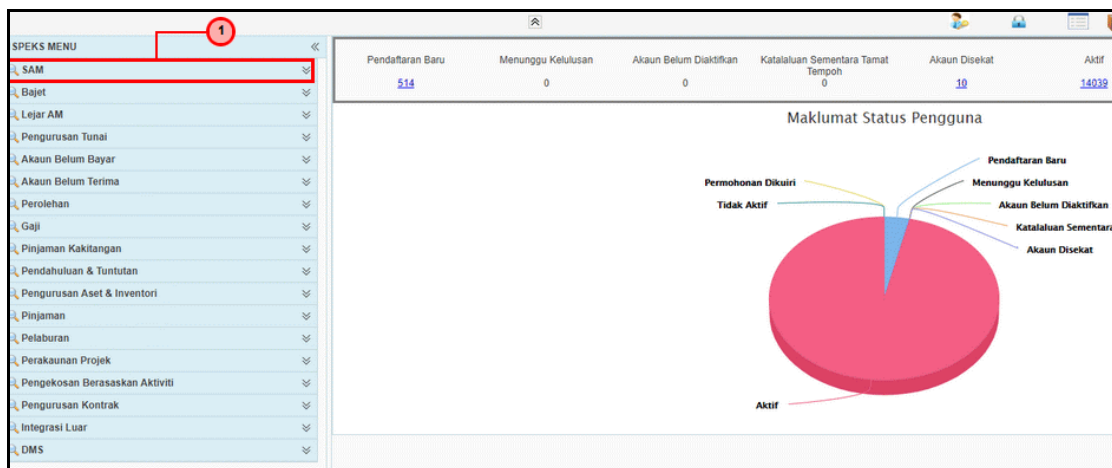 1
SPEKS MENU
SAM
Bajet
Lejar AM
Pengurusan Tunai
Akaun Belum Bayar
Akaun Belum Terima
Perolehan
Gaji
Pinjaman Kakitangan
Pendahuluan & Tuntutan
Pengurusan Aset & Inventori
Pinjaman
Pelaburan
Perakaunan Projek
Pengekosan Berasaskan Aktiviti
Pengurusan Kontrak
Integrasi Luar
DMS
Pendaftaran Baru
514
Menunggu Kelulusan
0
Akaun Belum Diaktifkan
0
Katalaluan Sementara Tamat
Tempoh
0
Akaun Disekat
10
Aktif
14039
Maklumat Status Pengguna
Pendaftaran Baru
Permohonan Dikuiri
Menunggu Kelulusan
Tidak Aktif
Akaun Belum Diaktifkan
Katalaluan Sementara
Akaun Disekat
Aktif